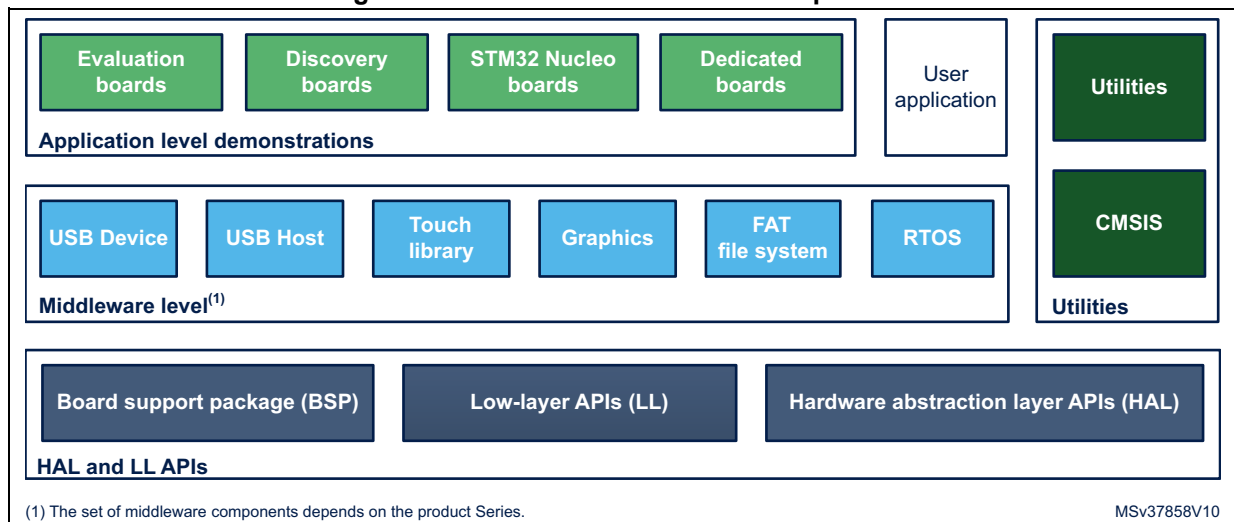 Evaluation
boards
Discovery
boards
STM32 Nucleo
boards
Dedicated
boards
Application level demonstrations
User
application
Utilities
CMSIS
Utilities
USB Device
USB Host
Touch
library
Graphics
FAT
file system
RTOS
Middleware level(1)
Board support package (BSP)
Low-layer APIs (LL)
Hardware abstraction layer APIs (HAL)
HAL and LL APIs
(1) The set of middleware components depends on the product Series.
MSv37858V10